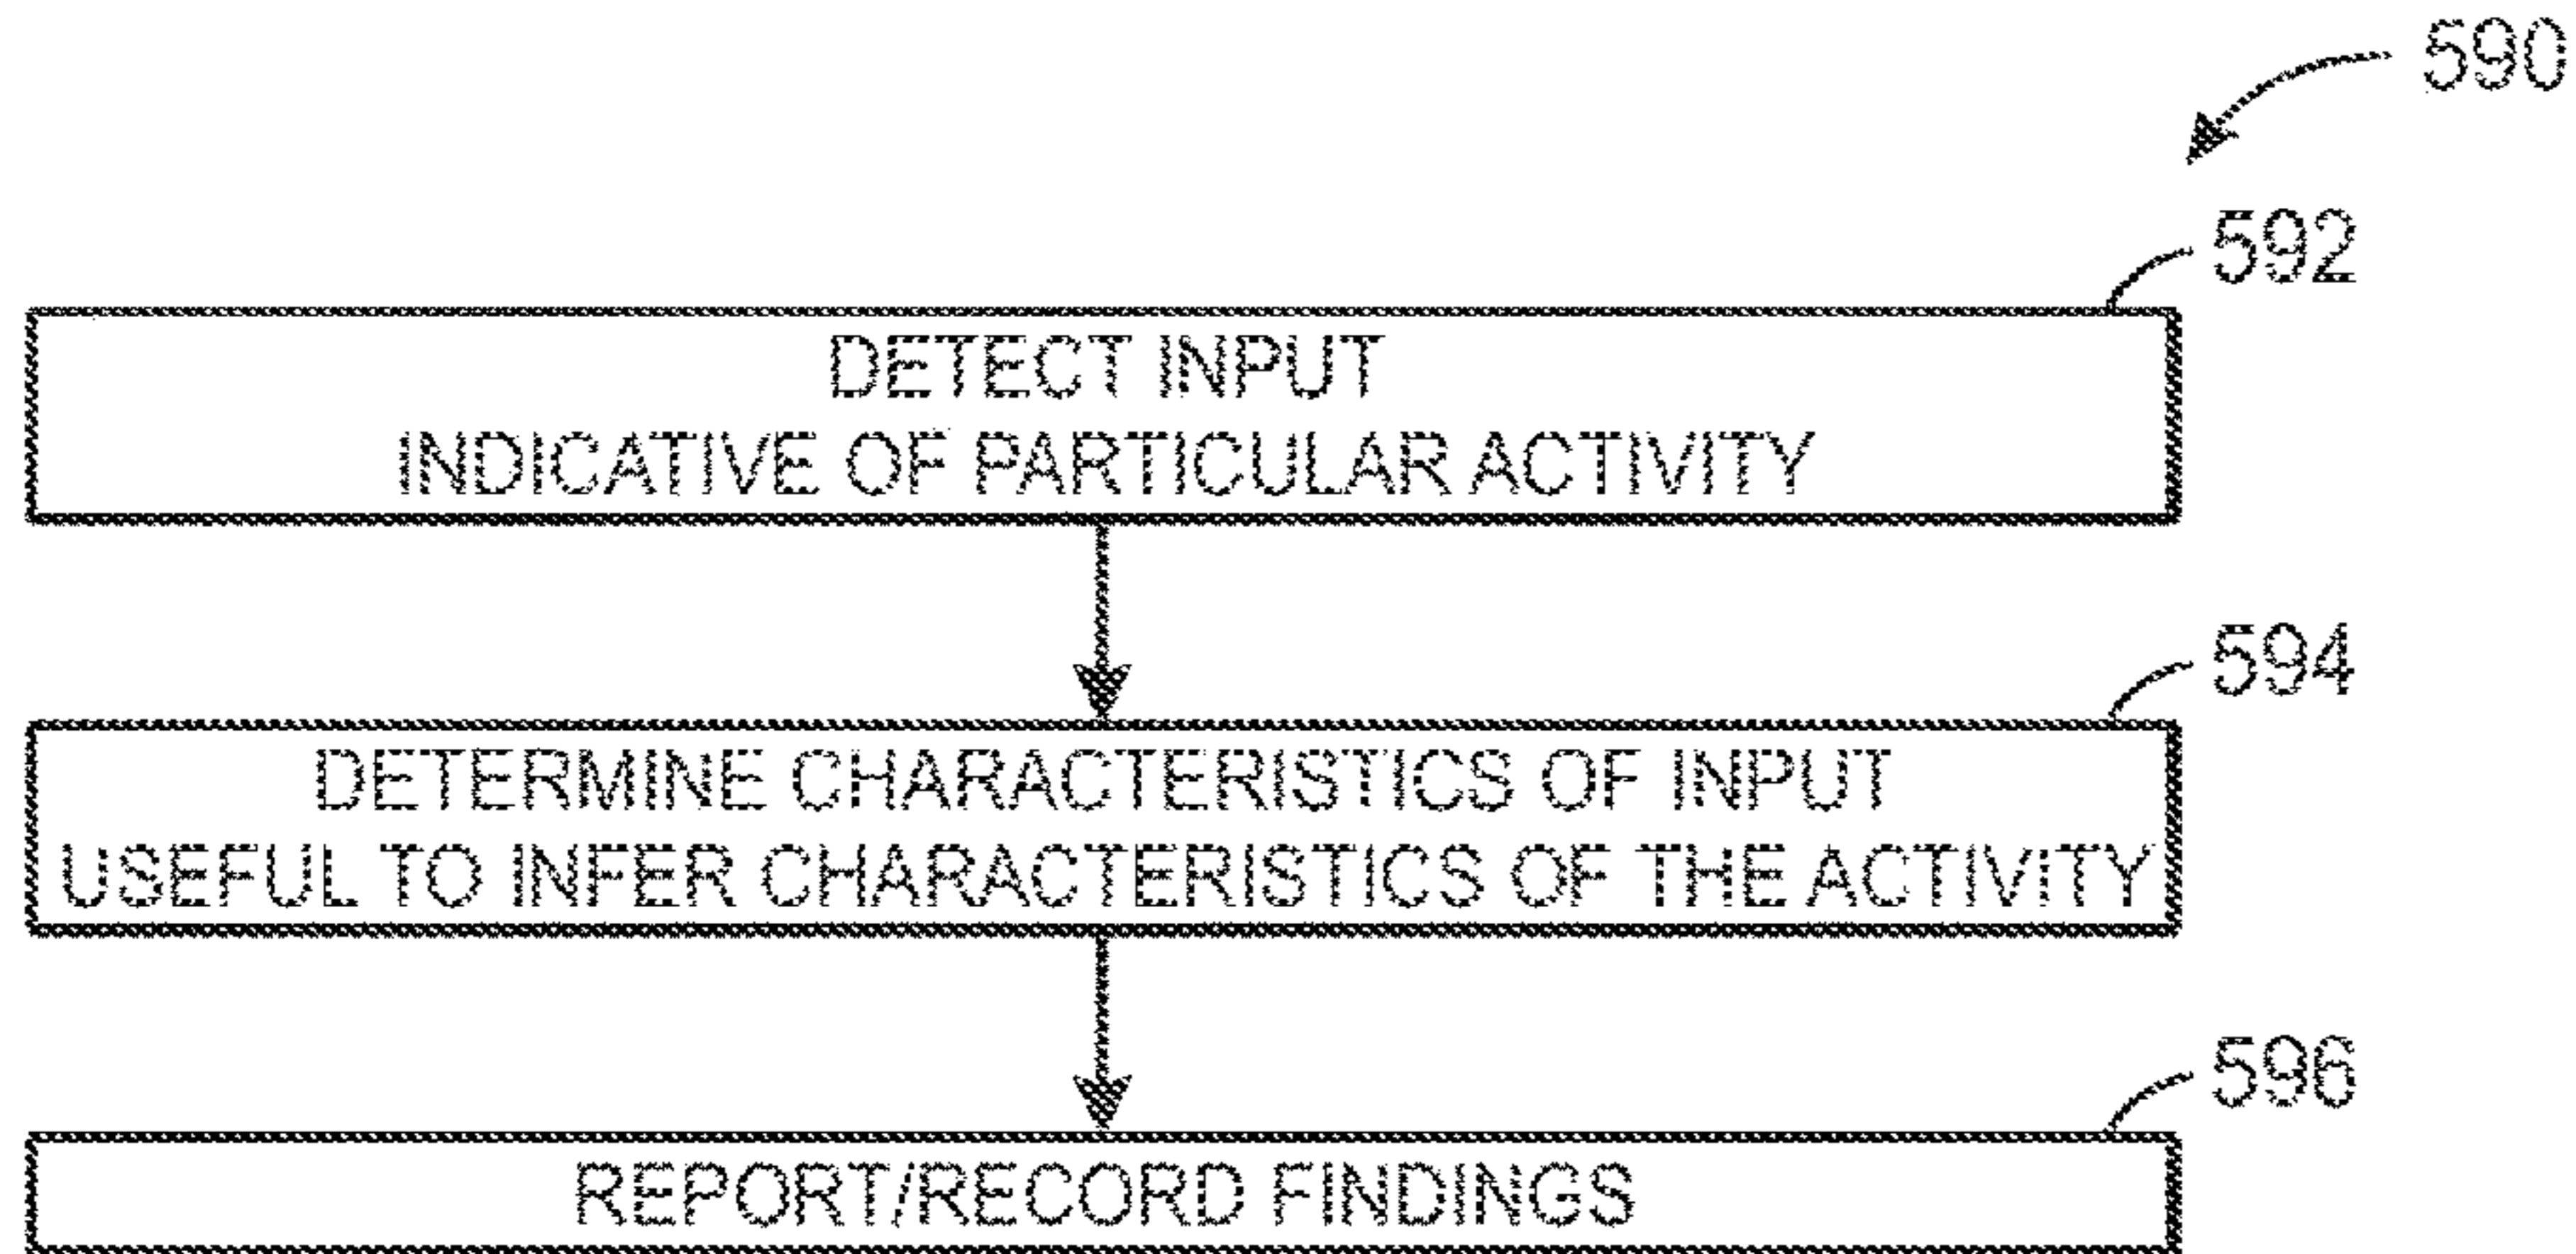 590
592
DETECT INPUT
INDICATIVE OF PARTICULAR ACTIVITY
594
DETERMINE CHARACTERISTICS OF INPUT
USEFUL TO INFER CHARACTERISTICS OF THE ACTIVITY
596
REPORT/RECORD FINDINGS